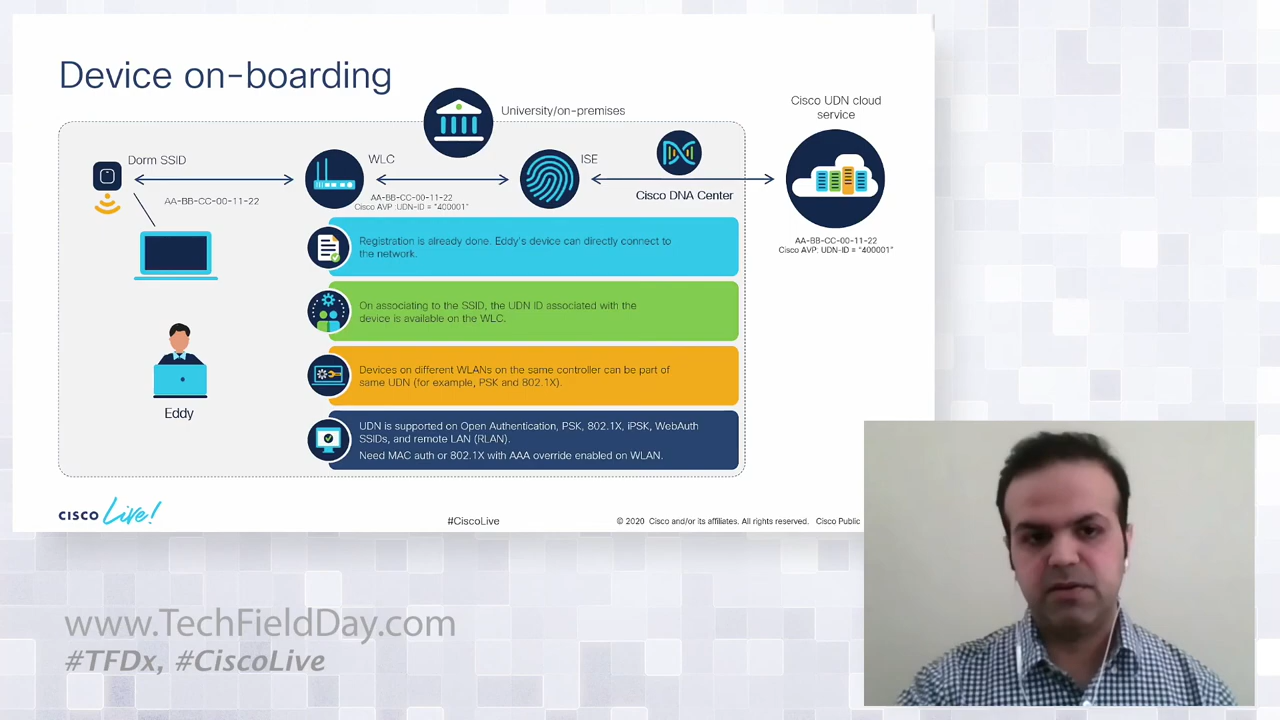 Device on-boarding
University/on-premises
Cisco UDN cloud
service
Dorm SSID
WLC
ISE
Cisco DNA Center
AA-BB-CC-00-11-22
AA-BB-CC-00-11-22
Cisco AVP :UDN-ID = "400001"
AA-BB-CC-00-11-22
Cisco AVP: UDN-ID = "400001"
Registration is already done. Eddy's device can directly connect to
the network.
On associating to the SSID, the UDN ID associated with the
device is available on the WLC.
Devices on different WLANs on the same controller can be part of
same UDN (for example, PSK and 802.1X).
Eddy
UDN is supported on Open Authentication, PSK, 802.1X, iPSK, WebAuth
SSIDs, and remote LAN (RLAN).
Need MAC auth or 802.1X with AAA override enabled on WLAN.
CISCO Live!
#CiscoLive
© 2020 Cisco and/or its affiliates. All rights reserved. Cisco Public
www.TechFieldDay.com
#TFDx, #CiscoLive